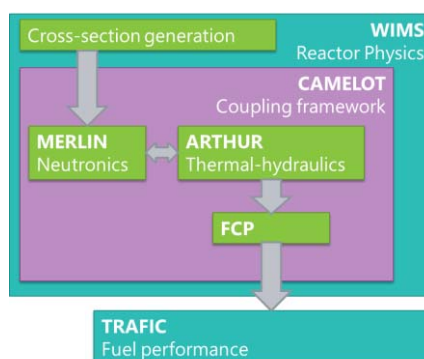 Cross-section generation
WIMS
Reactor Physics
CAMELOT
Coupling framework
MERLIN
Neutronics
ARTHUR
Thermal-hydraulics
FCP
TRAFIC
Fuel performance